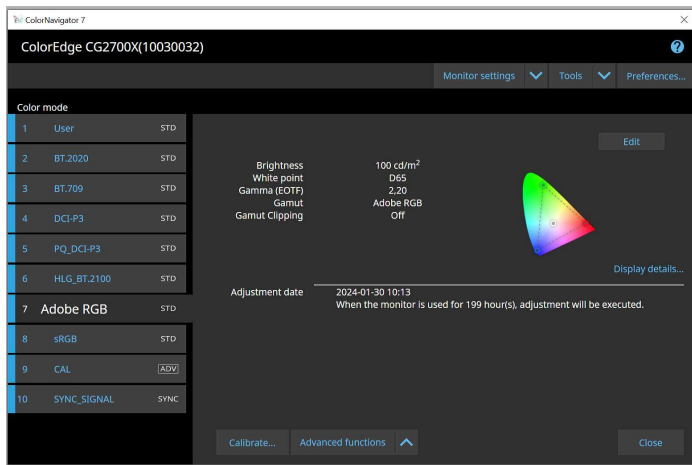 ColorNavigator 7
ColorEdge CG2700X(10030032)
Monitor settings Tools Preferences...
Color mode
1 User STD
2 BT.2020 STD
3 BT.709 STD
4 DCI-P3 STD
5 PQ_DCI-P3 STD
6 HLG_BT.2100 STD
7 Adobe RGB STD
8 sRGB STD
9 CAL ADV
10 SYNC_SIGNAL SYNC
Edit
Brightness 100 cd/m²
White point D65
Gamma (EOTF) 2,20
Gamut Adobe RGB
Gamut Clipping Off
Display details...
Adjustment date 2024-01-30 10:13
When the monitor is used for 199 hour(s), adjustment will be executed.
Calibrate... Advanced functions Close